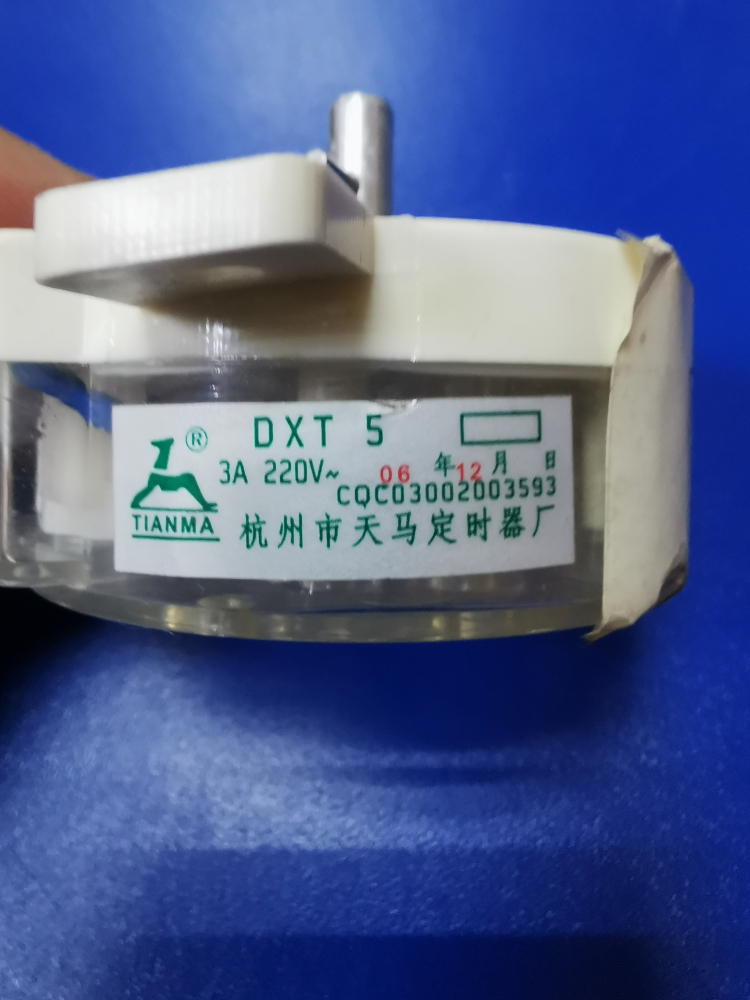 DXT 5
®
3A 220V~ 06 年 12 月 日
CQC03002003593
TIANMA
杭州市天马定时器厂